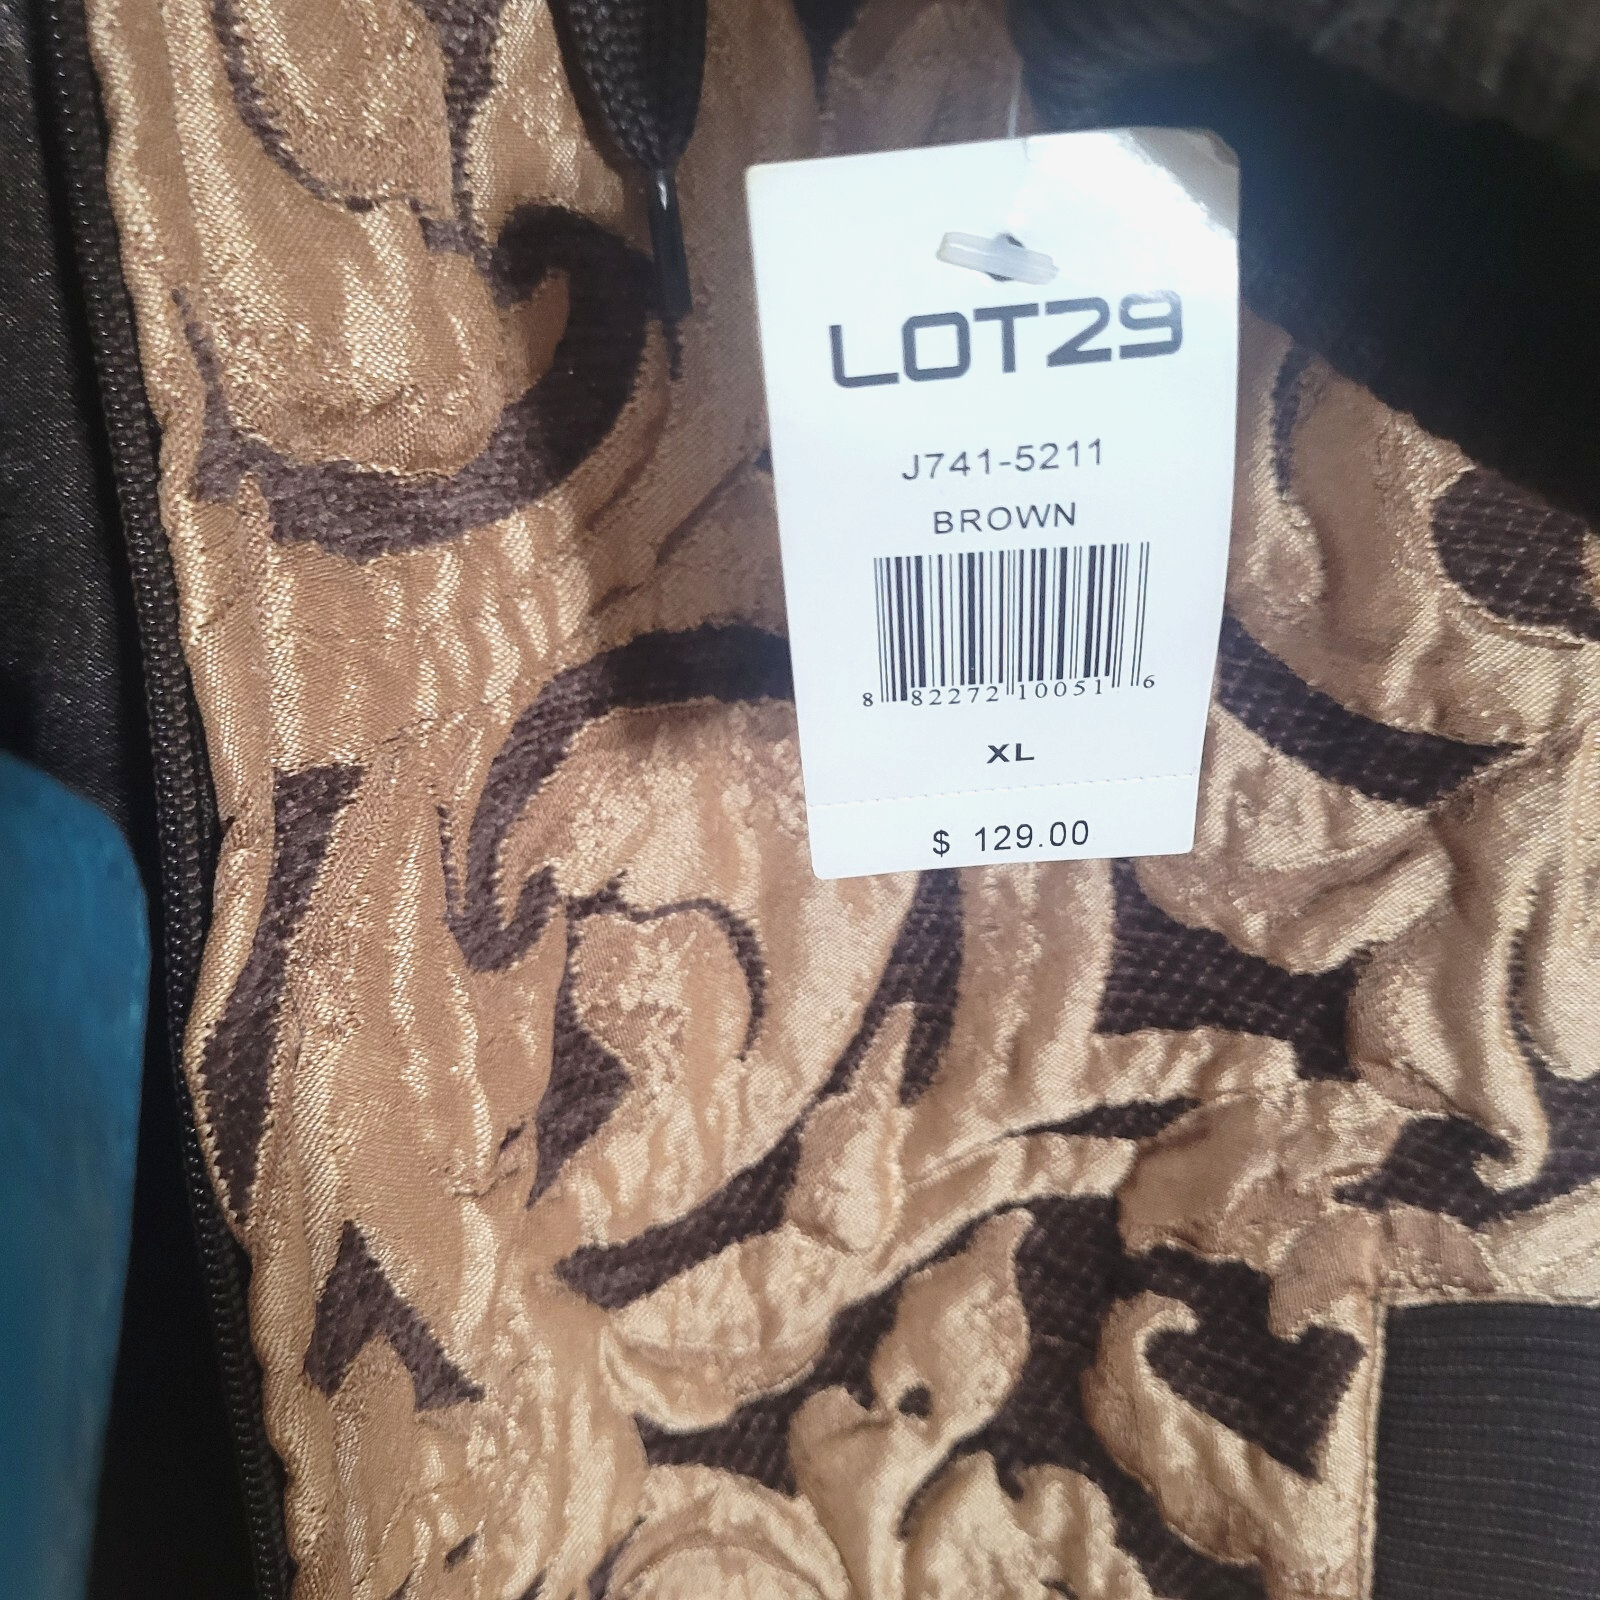 LOT29
J741-5211
BROWN
8 82272 10051 6
XL
$ 129.00